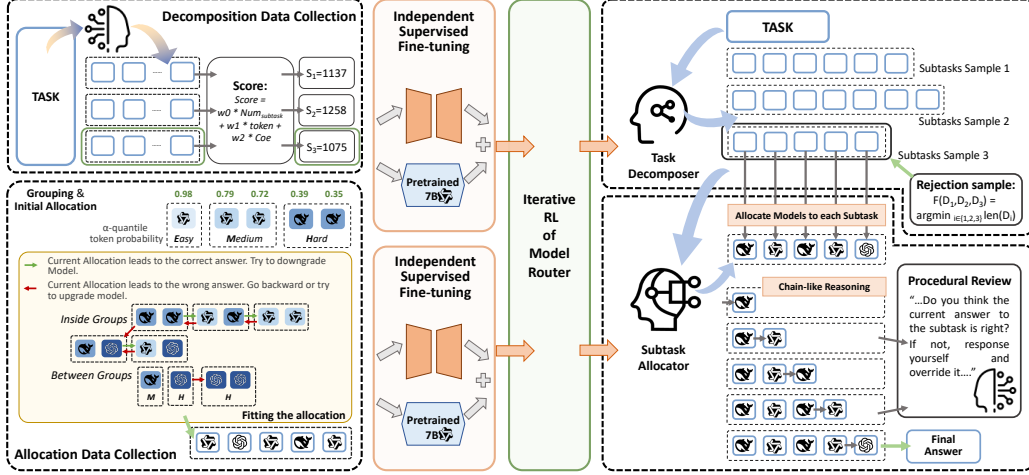 Decomposition Data Collection
TASK
Score:
Score =
w0 * Num_subtask
+ w1 * token +
w2 * Coe
S₁=1137
S₂=1258
S₃=1075
Grouping &
Initial Allocation
0.98
0.79
0.72
0.39
0.35
α-quantile
token probability
Easy
Medium
Hard
Current Allocation leads to the correct answer. Try to downgrade
Model.
Current Allocation leads to the wrong answer. Go backward or try
to upgrade model.
Inside Groups
Between Groups
M
H
H
Fitting the allocation
Allocation Data Collection
Independent
Supervised
Fine-tuning
Pretrained
7B
Independent
Supervised
Fine-tuning
Pretrained
7B
Iterative
RL
of
Model
Router
TASK
Subtasks Sample 1
Subtasks Sample 2
Subtasks Sample 3
Task
Decomposer
Rejection sample:
F(D₁,D₂,D₃) =
argmin i∈{1,2,3} len(Dᵢ)
Allocate Models to each Subtask
Chain-like Reasoning
Subtask
Allocator
Procedural Review
“...Do you think the
current answer to
the subtask is right?
If not, response
yourself and
override it....”
Final
Answer